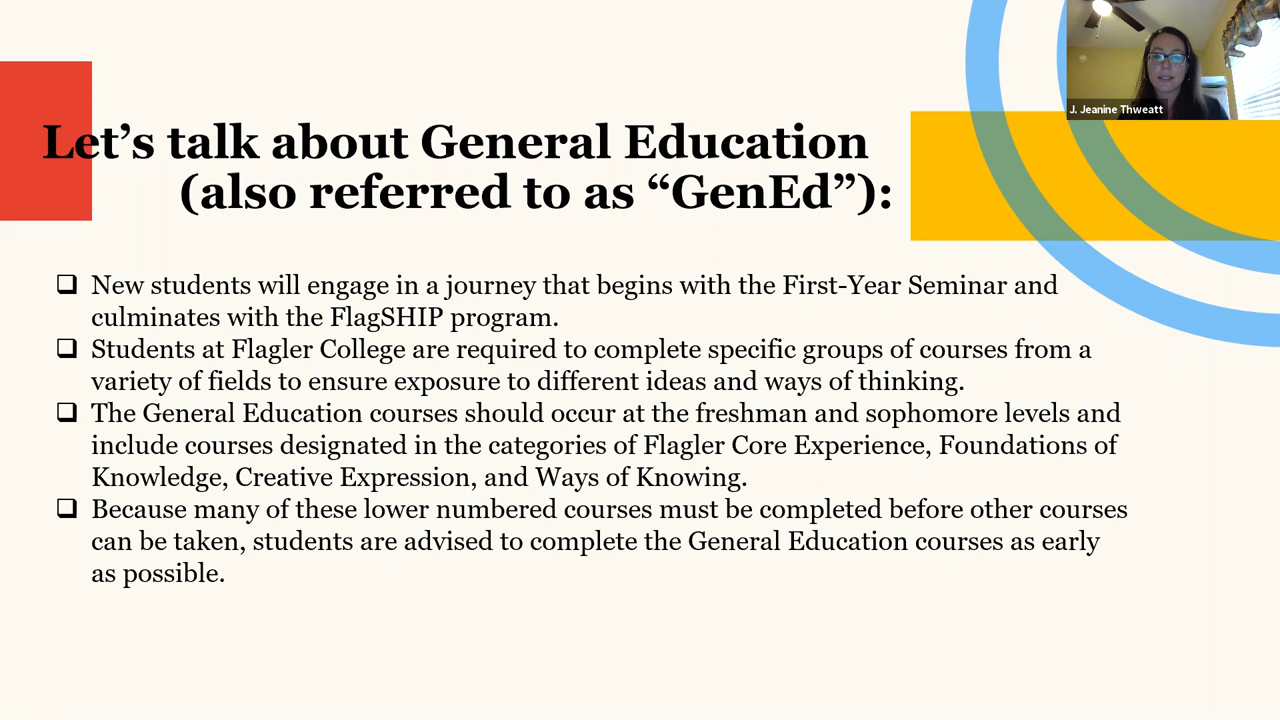 J. Jeanine Thweatt
Let’s talk about General Education
(also referred to as “GenEd”):
❑ New students will engage in a journey that begins with the First-Year Seminar and
culminates with the FlagSHIP program.
❑ Students at Flagler College are required to complete specific groups of courses from a
variety of fields to ensure exposure to different ideas and ways of thinking.
❑ The General Education courses should occur at the freshman and sophomore levels and
include courses designated in the categories of Flagler Core Experience, Foundations of
Knowledge, Creative Expression, and Ways of Knowing.
❑ Because many of these lower numbered courses must be completed before other courses
can be taken, students are advised to complete the General Education courses as early
as possible.